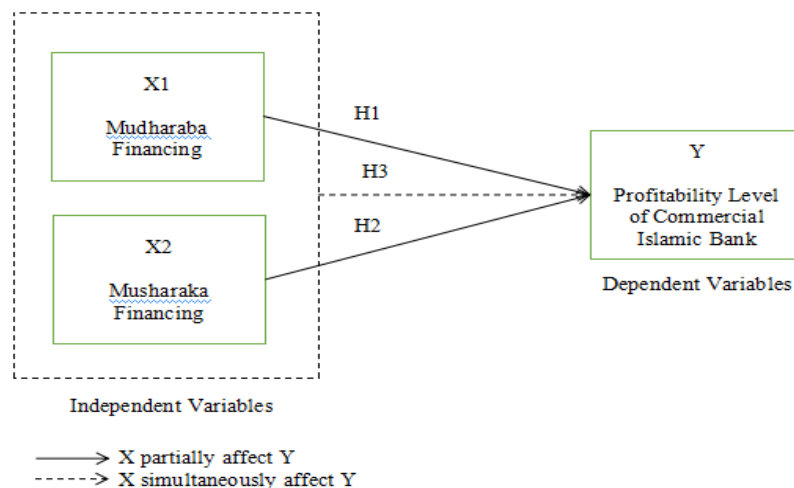 X1
Mudharaba
Financing
H1
H3
H2
X2
Musharaka
Financing
Y
Profitability Level
of Commercial
Islamic Bank
Dependent Variables
Independent Variables
X partially affect Y
X simultaneously affect Y